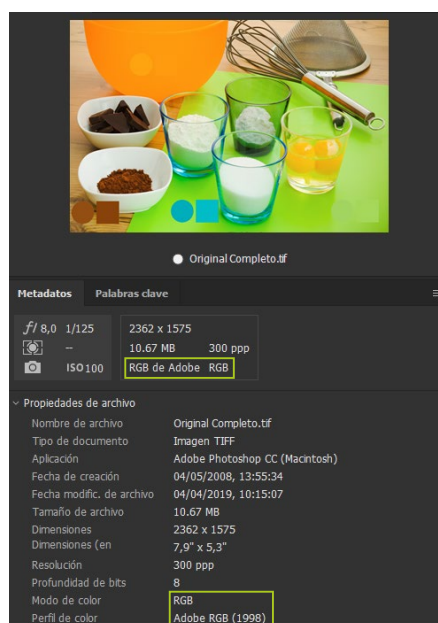 Original Completo.tif
Metadatos Palabras clave
ƒ/ 8,0 1/125 2362 x 1575
-- 10.67 MB 300 ppp
ISO100 RGB de Adobe RGB
Propiedades de archivo
Nombre de archivo Original Completo.tif
Tipo de documento Imagen TIFF
Aplicación Adobe Photoshop CC (Macintosh)
Fecha de creación 04/05/2008, 13:55:34
Fecha modific. de archivo 04/04/2019, 10:15:07
Tamaño de archivo 10.67 MB
Dimensiones 2362 x 1575
Dimensiones (en 7,9" x 5,3"
Resolución 300 ppp
Profundidad de bits 8
Modo de color RGB
Perfil de color Adobe RGB (1998)